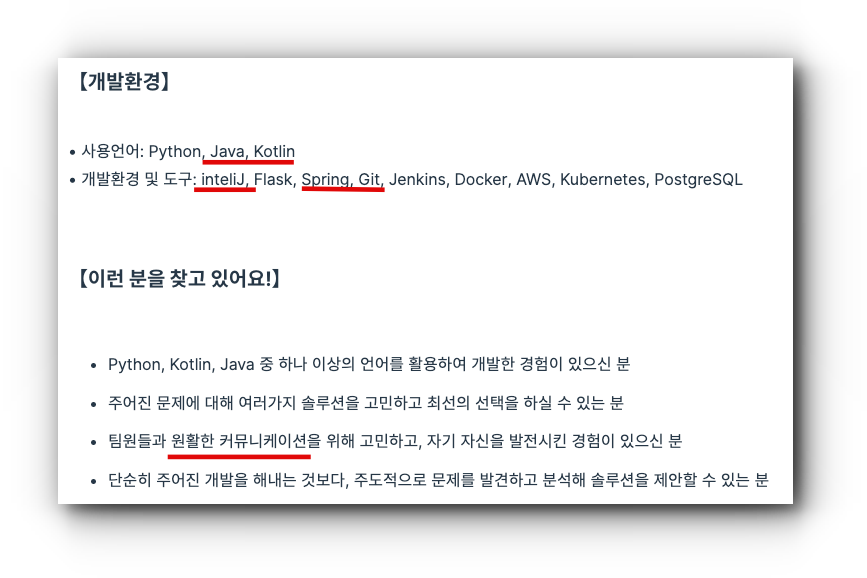 【개발환경】
• 사용언어: Python, Java, Kotlin
• 개발환경 및 도구: inteliJ, Flask, Spring, Git, Jenkins, Docker, AWS, Kubernetes, PostgreSQL
【이런 분을 찾고 있어요!】
• Python, Kotlin, Java 중 하나 이상의 언어를 활용하여 개발한 경험이 있으신 분
• 주어진 문제에 대해 여러가지 솔루션을 고민하고 최선의 선택을 하실 수 있는 분
• 팀원들과 원활한 커뮤니케이션을 위해 고민하고, 자기 자신을 발전시킨 경험이 있으신 분
• 단순히 주어진 개발을 해내는 것보다, 주도적으로 문제를 발견하고 분석해 솔루션을 제안할 수 있는 분